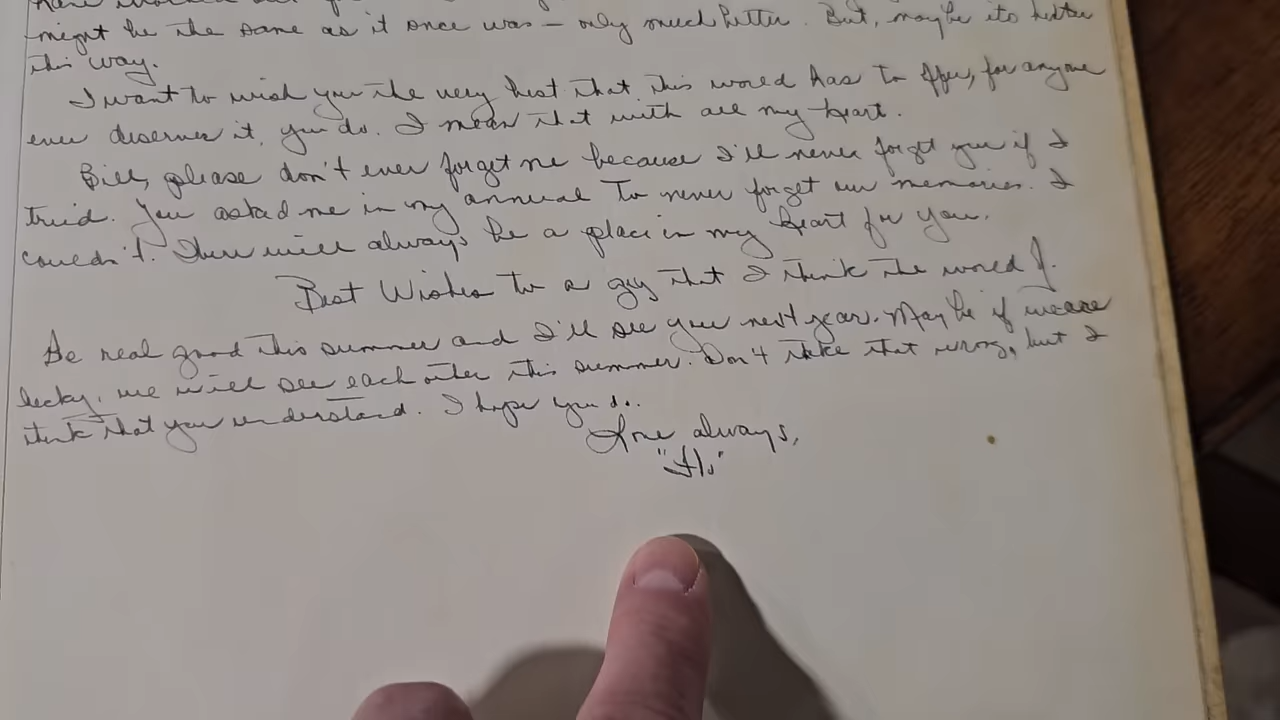 might be the same as it once was – only much better. But, maybe its better
this way.
I want to wish you the very best that this world has to offer, for anyone
ever deserves it, you do. I mean that with all my heart.
Bill, please don't ever forget me because I'll never forget you if I
tried. You asked me in my annual to never forget our memories. I
couldn't. There will always be a place in my heart for you.
Best Wishes to a guy that I think the world of.
Be real good this summer and I'll see you next year. Maybe if we are
lucky, we will see each other this summer. Don't take that wrong, but I
think that you understand. I hope you do.
Love always,
"Flo"